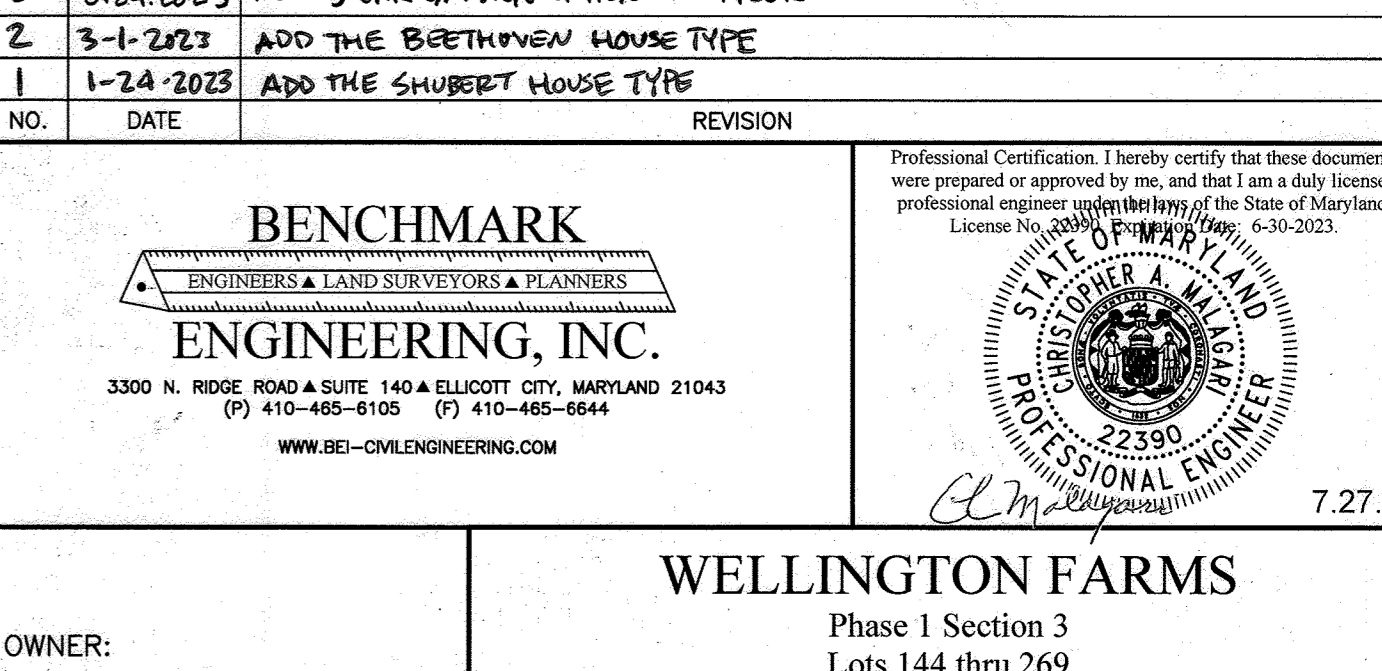 2 3-1-2023 ADD THE BEETHOVEN HOUSE TYPE
1 1-24-2023 ADD THE SHUBERT HOUSE TYPE
NO. DATE REVISION
BENCHMARK
ENGINEERS▲LAND SURVEYORS▲PLANNERS
ENGINEERING, INC.
3300 N. RIDGE ROAD▲SUITE 140▲ELLICOTT CITY, MARYLAND 21043
(P) 410-465-6105 (F) 410-465-6644
WWW.BEI-CIVILENGINEERING.COM
Professional Certification. I hereby certify that these documen
were prepared or approved by me, and that I am a duly license
professional engineer under the laws of the State of Maryland
License No. 22390, Expiration Date: 6-30-2023.
STATE OF MARYLAND
CHRISTOPHER A. MALAGARI
22390
PROFESSIONAL ENGINEER
7.27.
WELLINGTON FARMS
Phase 1 Section 3
Lots 144 thru 269
OWNER: